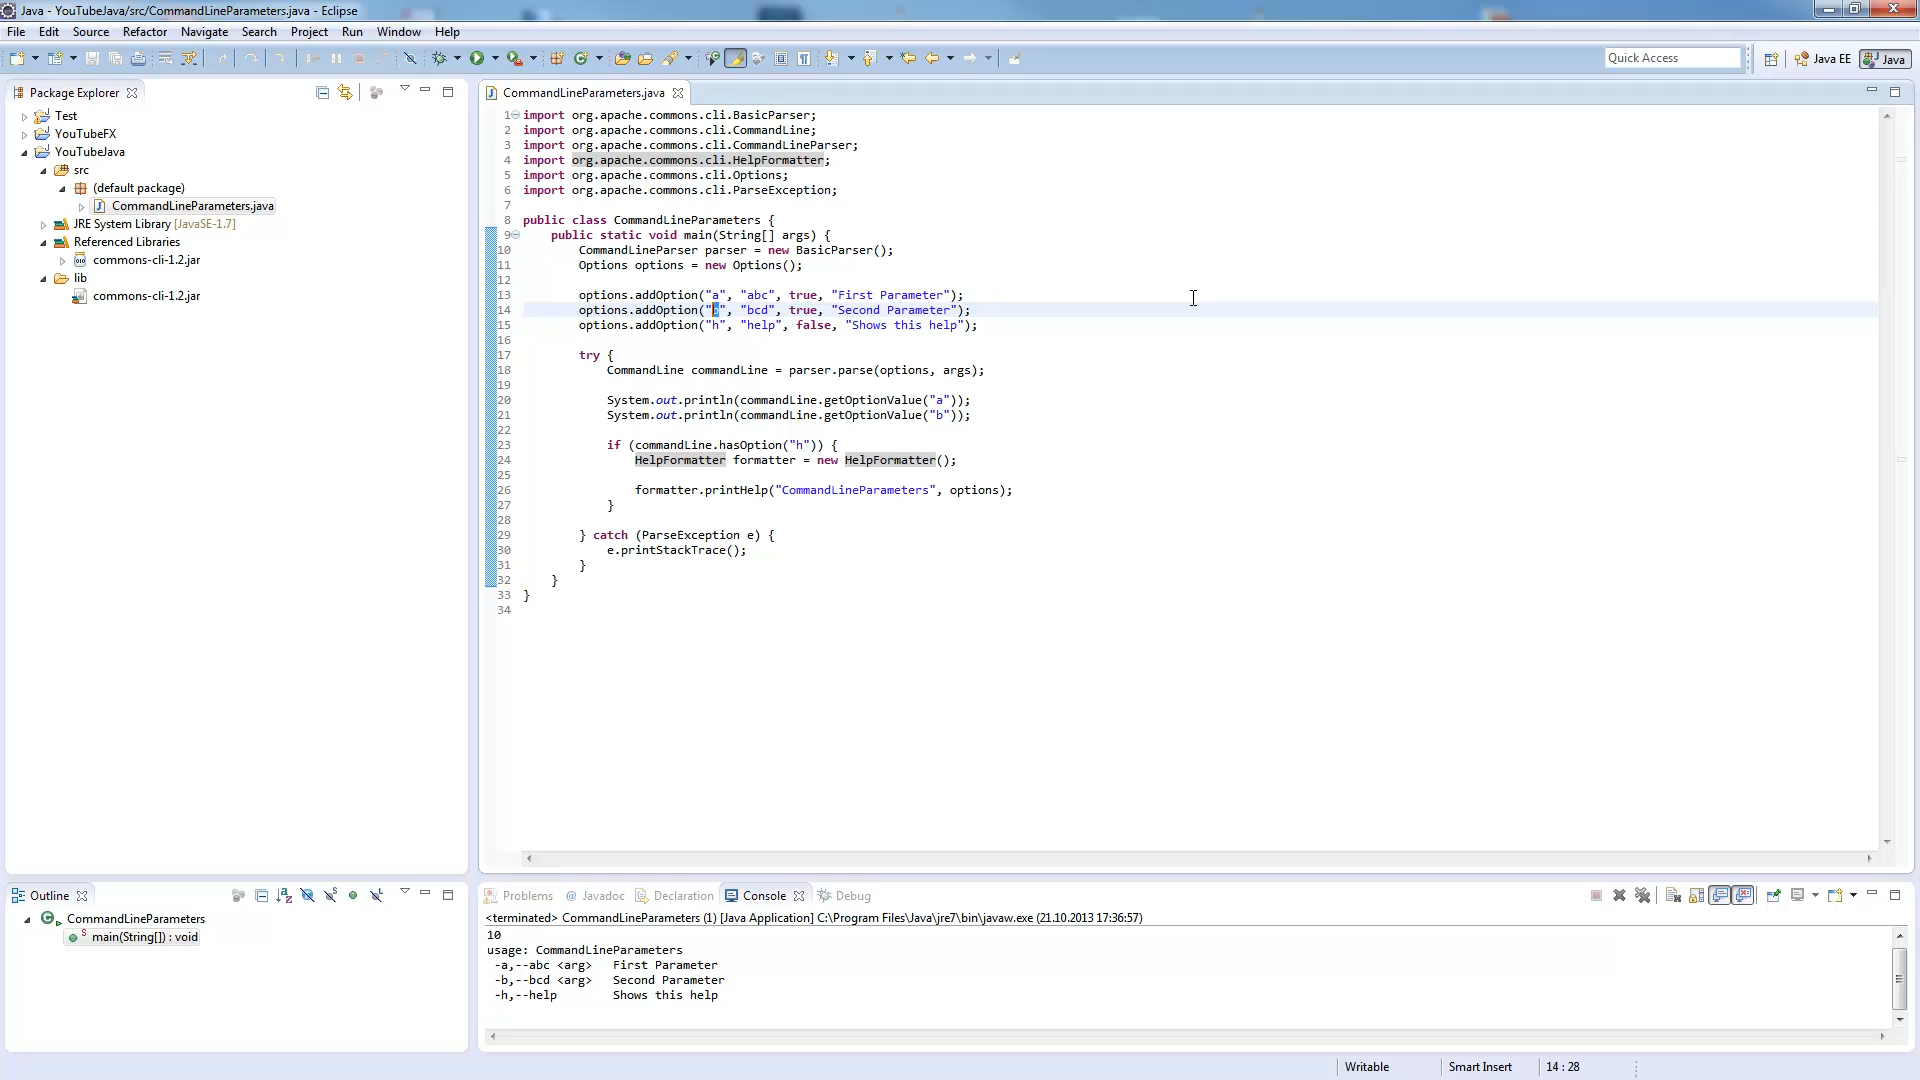 Java - YouTubeJava/src/CommandLineParameters.java - Eclipse
File Edit Source Refactor Navigate Search Project Run Window Help
Quick Access Java EE Java
Package Explorer
Test
YouTubeFX
YouTubeJava
src
(default package)
CommandLineParameters.java
JRE System Library [JavaSE-1.7]
Referenced Libraries
commons-cli-1.2.jar
lib
commons-cli-1.2.jar
CommandLineParameters.java
1 import org.apache.commons.cli.BasicParser;
2 import org.apache.commons.cli.CommandLine;
3 import org.apache.commons.cli.CommandLineParser;
4 import org.apache.commons.cli.HelpFormatter;
5 import org.apache.commons.cli.Options;
6 import org.apache.commons.cli.ParseException;
7
8 public class CommandLineParameters {
9 public static void main(String[] args) {
10 CommandLineParser parser = new BasicParser();
11 Options options = new Options();
12
13 options.addOption("a", "abc", true, "First Parameter");
14 options.addOption("b", "bcd", true, "Second Parameter");
15 options.addOption("h", "help", false, "Shows this help");
16
17 try {
18 CommandLine commandLine = parser.parse(options, args);
19
20 System.out.println(commandLine.getOptionValue("a"));
21 System.out.println(commandLine.getOptionValue("b"));
22
23 if (commandLine.hasOption("h")) {
24 HelpFormatter formatter = new HelpFormatter();
25
26 formatter.printHelp("CommandLineParameters", options);
27 }
28
29 } catch (ParseException e) {
30 e.printStackTrace();
31 }
32 }
33 }
34
Outline
CommandLineParameters
main(String[]) : void
Problems @ Javadoc Declaration Console Debug
<terminated> CommandLineParameters (1) [Java Application] C:\Program Files\Java\jre7\bin\javaw.exe (21.10.2013 17:36:57)
10
usage: CommandLineParameters
-a,--abc <arg> First Parameter
-b,--bcd <arg> Second Parameter
-h,--help Shows this help
Writable Smart Insert 14 : 28